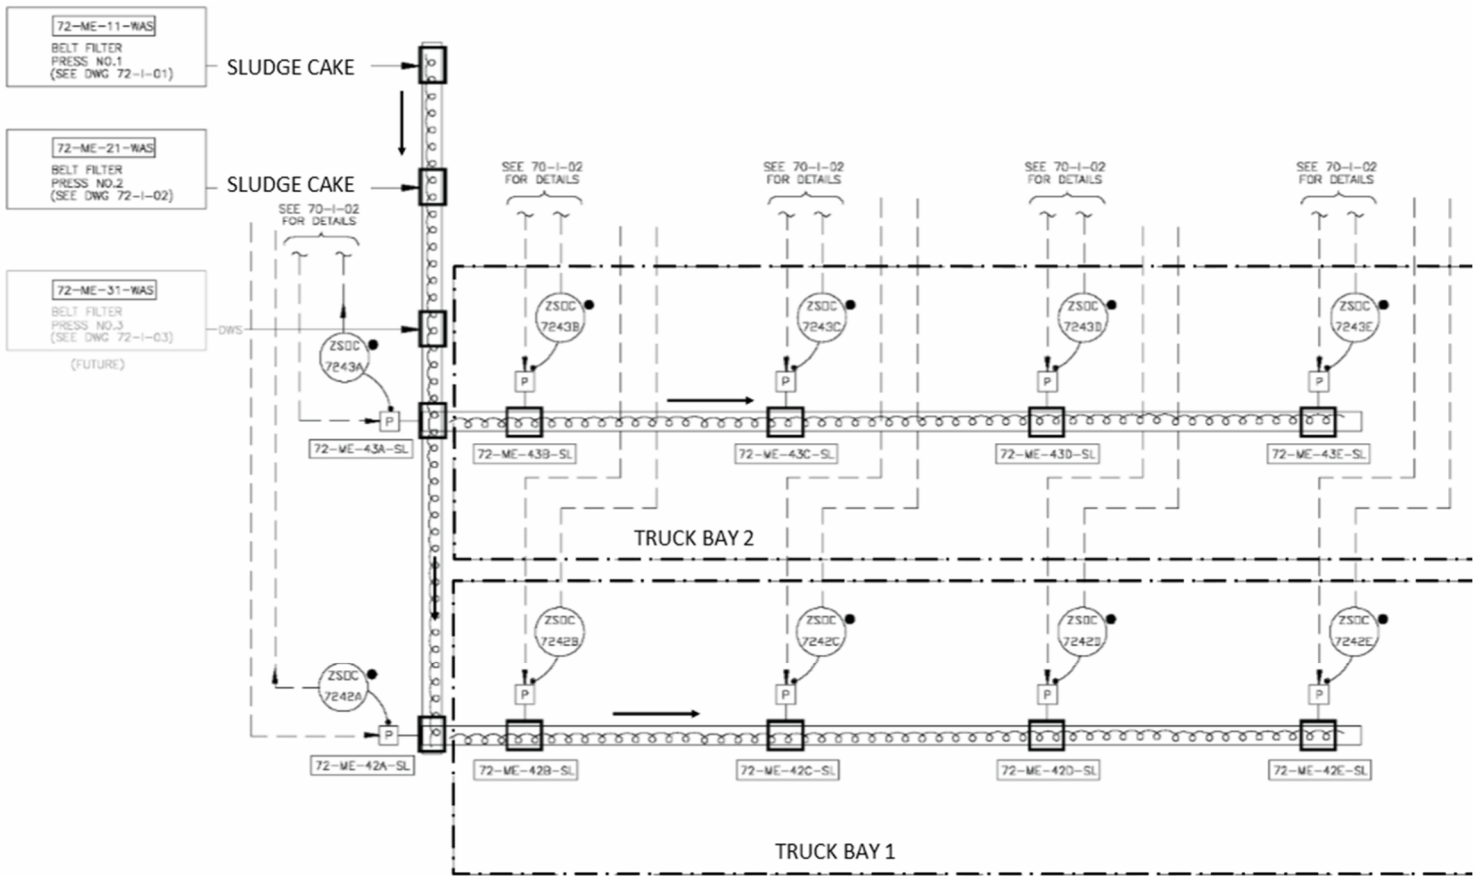 72-ME-11-WAS
BELT FILTER
PRESS NO.1
(SEE DWG 72-I-01)
SLUDGE CAKE
72-ME-21-WAS
BELT FILTER
PRESS NO.2
(SEE DWG 72-I-02)
SLUDGE CAKE
SEE 70-I-02
FOR DETAILS
SEE 70-I-02
FOR DETAILS
SEE 70-I-02
FOR DETAILS
SEE 70-I-02
FOR DETAILS
SEE 70-I-02
FOR DETAILS
72-ME-31-WAS
BELT FILTER
PRESS NO.3
(SEE DWG 72-I-03)
(FUTURE)
DWS
ZSOC
7243A
ZSOC
7243B
ZSOC
7243C
ZSOC
7243D
ZSOC
7243E
P
P
P
P
P
72-ME-43A-SL
72-ME-43B-SL
72-ME-43C-SL
72-ME-43D-SL
72-ME-43E-SL
TRUCK BAY 2
ZSOC
7242A
ZSOC
7242B
ZSOC
7242C
ZSOC
7242D
ZSOC
7242E
P
P
P
P
P
72-ME-42A-SL
72-ME-42B-SL
72-ME-42C-SL
72-ME-42D-SL
72-ME-42E-SL
TRUCK BAY 1